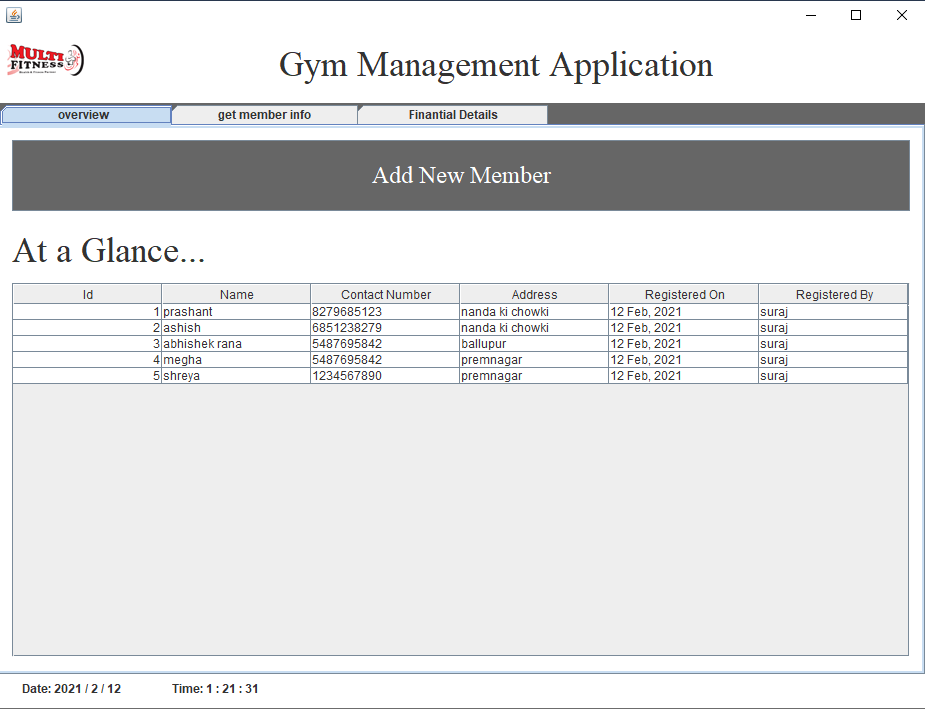 MULTI
FITNESS
Gym Management Application
overview get member info Finantial Details
Add New Member
At a Glance...
Id Name Contact Number Address Registered On Registered By
1 prashant 8279685123 nanda ki chowki 12 Feb, 2021 suraj
2 ashish 6851238279 nanda ki chowki 12 Feb, 2021 suraj
3 abhishek rana 5487695842 ballupur 12 Feb, 2021 suraj
4 megha 5487695842 premnagar 12 Feb, 2021 suraj
5 shreya 1234567890 premnagar 12 Feb, 2021 suraj
Date: 2021 / 2 / 12 Time: 1 : 21 : 31